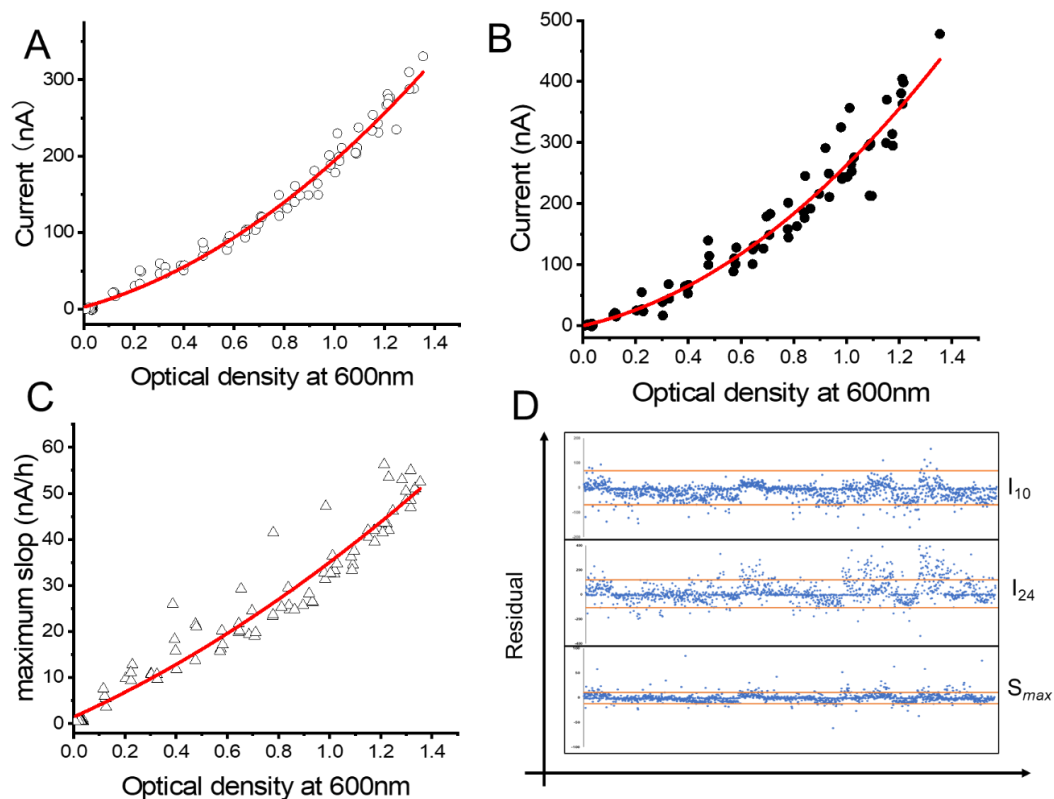 A
Current (nA)
300
200
100
0
0.0 0.2 0.4 0.6 0.8 1.0 1.2 1.4
Optical density at 600nm
B
Current (nA)
500
400
300
200
100
0
0.0 0.2 0.4 0.6 0.8 1.0 1.2 1.4
Optical density at 600nm
C
maximum slop (nA/h)
60
50
40
30
20
10
0
0.0 0.2 0.4 0.6 0.8 1.0 1.2 1.4
Optical density at 600nm
D
Residual
I10
I24
Smax